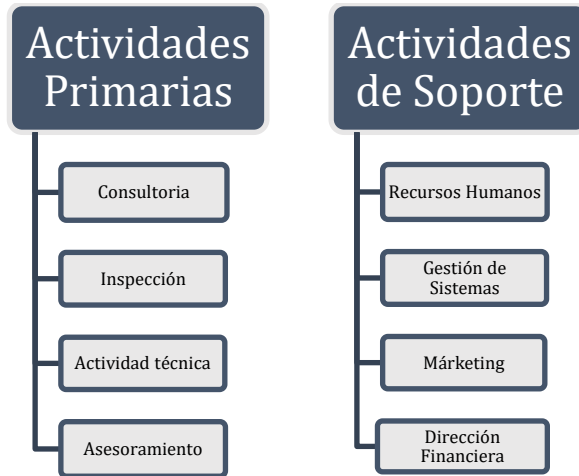 Actividades
Primarias
Consultoria
Inspección
Actividad técnica
Asesoramiento
Actividades
de Soporte
Recursos Humanos
Gestión de
Sistemas
Márketing
Dirección
Financiera